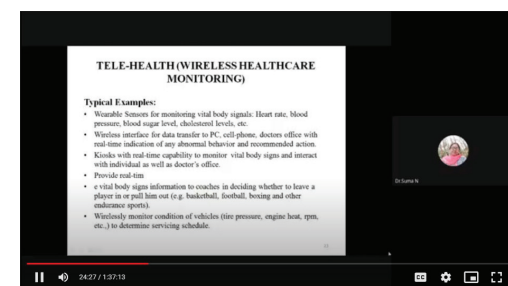 TELE-HEALTH (WIRELESS HEALTHCARE
MONITORING)
Typical Examples:
• Wearable Sensors for monitoring vital body signals: Heart rate, blood
pressure, blood sugar level, cholesterol levels, etc.
• Wireless interface for data transfer to PC, cell-phone, doctors office with
real-time indication of any abnormal behavior and recommended action.
• Kiosks with real-time capability to monitor vital body signs and interact
with individual as well as doctor's office.
• Provide real-tim
• e vital body signs information to coaches in deciding whether to leave a
player in or pull him out (e.g. basketball, football, boxing and other
endurance sports).
• Wirelessly monitor condition of vehicles (tire pressure, engine heat, rpm,
etc.,) to determine servicing schedule.
Dr.Suma N
24:27 / 1:37:13
CC